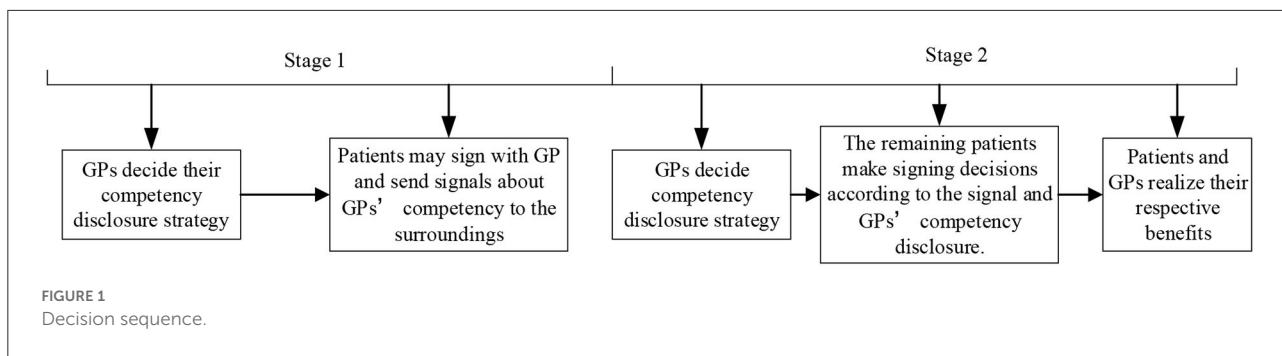 Stage 1
Stage 2
GPs decide their
competency
disclosure strategy
Patients may sign with GP
and send signals about
GPs’ competency to the
surroundings
GPs decide
competency
disclosure strategy
The remaining patients
make signing decisions
according to the signal and
GPs’ competency
disclosure.
Patients and
GPs realize their
respective
benefits
FIGURE 1
Decision sequence.